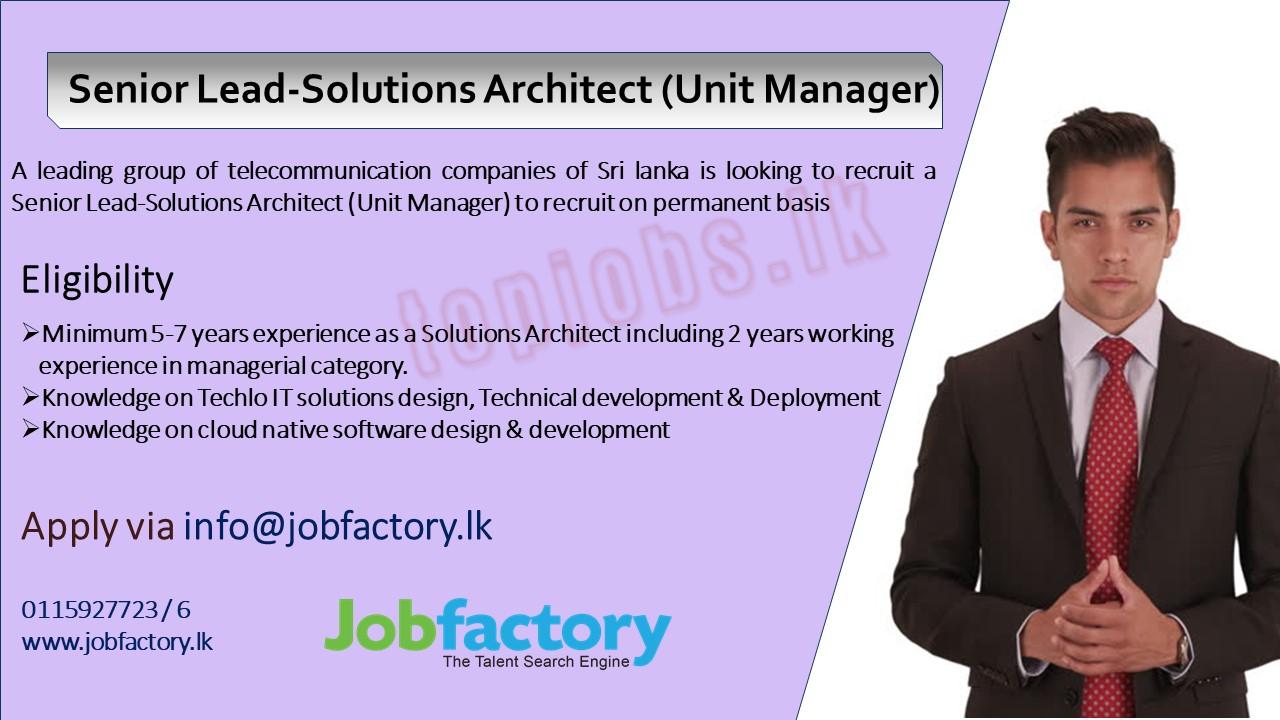 Senior Lead-Solutions Architect (Unit Manager)
A leading group of telecommunication companies of Sri lanka is looking to recruit a
Senior Lead-Solutions Architect (Unit Manager) to recruit on permanent basis
topjobs.lk
Eligibility
➢Minimum 5-7 years experience as a Solutions Architect including 2 years working
experience in managerial category.
➢Knowledge on Techlo IT solutions design, Technical development & Deployment
➢Knowledge on cloud native software design & development
Apply via info@jobfactory.lk
0115927723 / 6
www.jobfactory.lk
Jobfactory
The Talent Search Engine